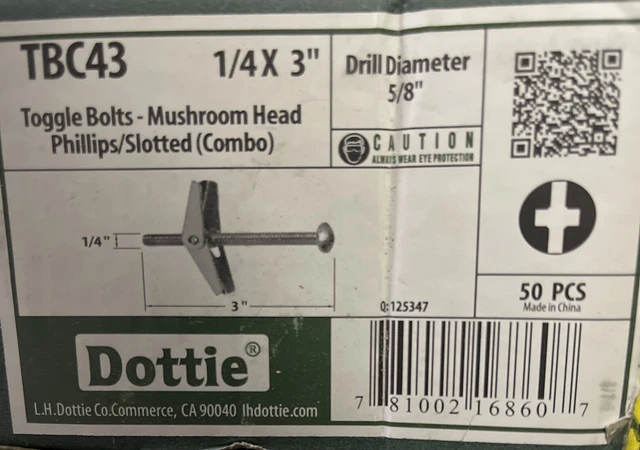 TBC43 1/4 X 3"
Toggle Bolts - Mushroom Head
Phillips/Slotted (Combo)
Drill Diameter
5/8"
CAUTION
ALWAYS WEAR EYE PROTECTION
1/4"
3"
Q:125347
50 PCS
Made in China
Dottie®
L.H.Dottie Co.Commerce, CA 90040 lhdottie.com
7 81002 16860 7